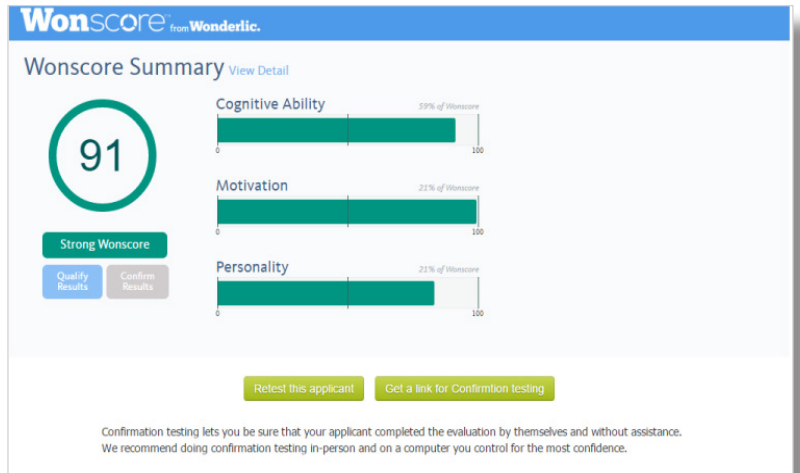 Wonscore™ from Wonderlic.
Wonscore Summary View Detail
91
Strong Wonscore
Qualify Results
Confirm Results
Cognitive Ability 59% of Wonscore
0 100
Motivation 21% of Wonscore
0 100
Personality 21% of Wonscore
0 100
Retest this applicant Get a link for Confirmtion testing
Confirmation testing lets you be sure that your applicant completed the evaluation by themselves and without assistance.
We recommend doing confirmation testing in-person and on a computer you control for the most confidence.